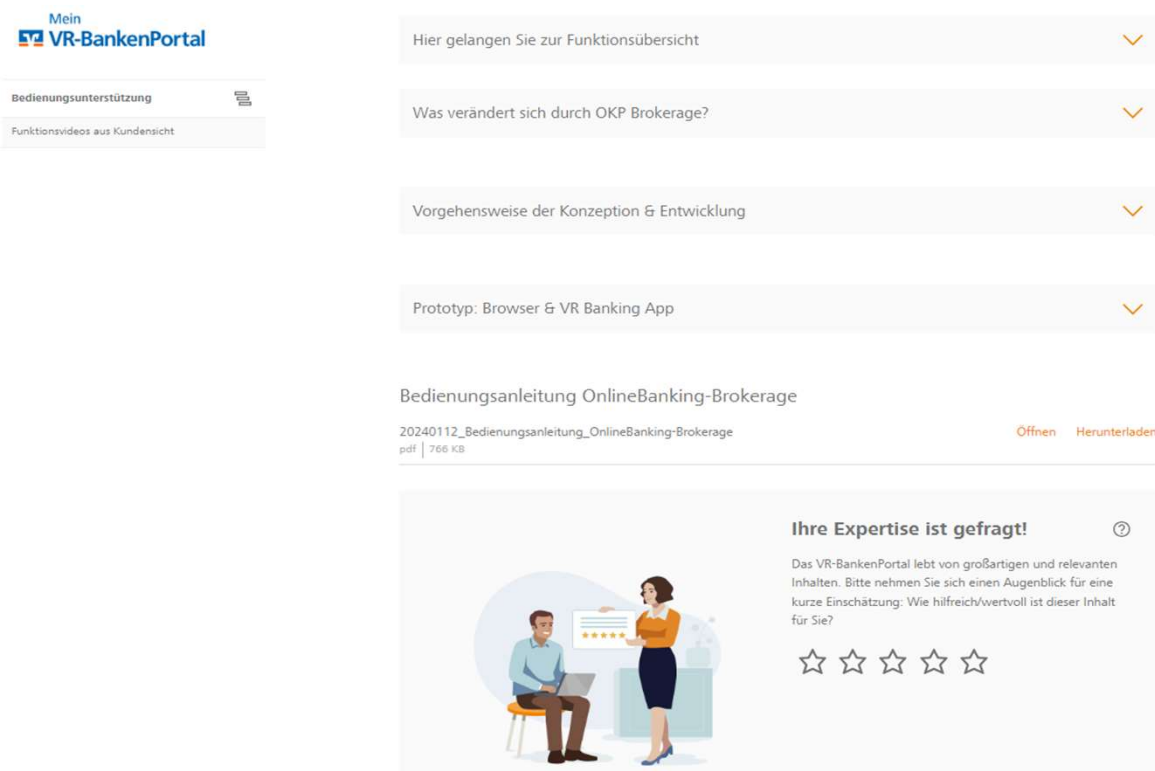 Mein
VR-BankenPortal
Bedienungsunterstützung
Funktionsvideos aus Kundensicht
Hier gelangen Sie zur Funktionsübersicht
Was verändert sich durch OKP Brokerage?
Vorgehensweise der Konzeption & Entwicklung
Prototyp: Browser & VR Banking App
Bedienungsanleitung OnlineBanking-Brokerage
20240112_Bedienungsanleitung_OnlineBanking-Brokerage
Öffnen Herunterladen
pdf | 766 KB
Ihre Expertise ist gefragt!
Das VR-BankenPortal lebt von großartigen und relevanten
Inhalten. Bitte nehmen Sie sich einen Augenblick für eine
kurze Einschätzung: Wie hilfreich/wertvoll ist dieser Inhalt
für Sie?